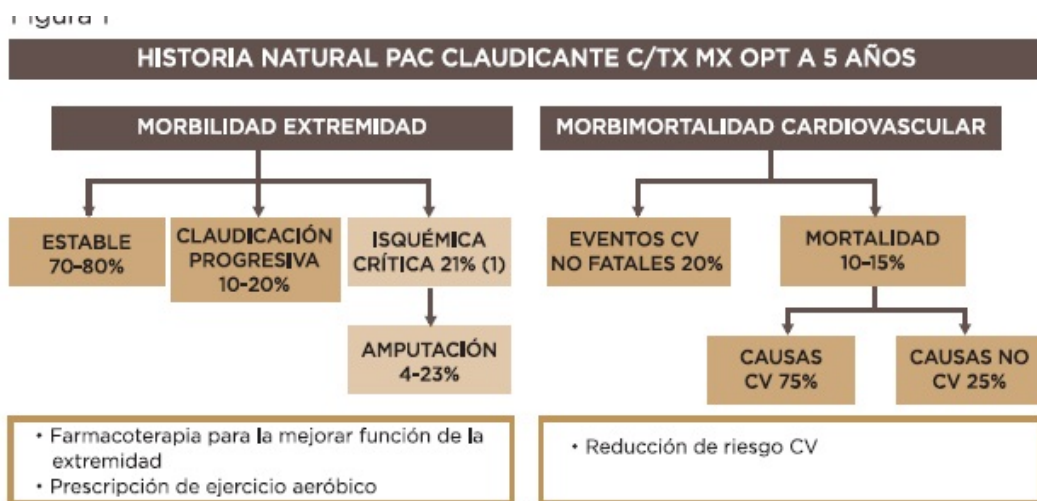 Figura 1
HISTORIA NATURAL PAC CLAUDICANTE C/TX MX OPT A 5 AÑOS
MORBILIDAD EXTREMIDAD
MORBIMORTALIDAD CARDIOVASCULAR
ESTABLE
70-80%
CLAUDICACIÓN
PROGRESIVA
10-20%
ISQUÉMICA
CRÍTICA 21% (1)
AMPUTACIÓN
4-23%
EVENTOS CV
NO FATALES 20%
MORTALIDAD
10-15%
CAUSAS
CV 75%
CAUSAS NO
CV 25%
• Farmacoterapia para la mejorar función de la
extremidad
• Prescripción de ejercicio aeróbico
• Reducción de riesgo CV